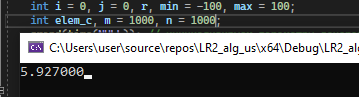 int i = 0, j = 0, r, min = -100, max = 100;
int elem_c, m = 1000, n = 1000;
C:\Users\user\source\repos\LR2_alg_us\x64\Debug\LR2_alg
5.927000